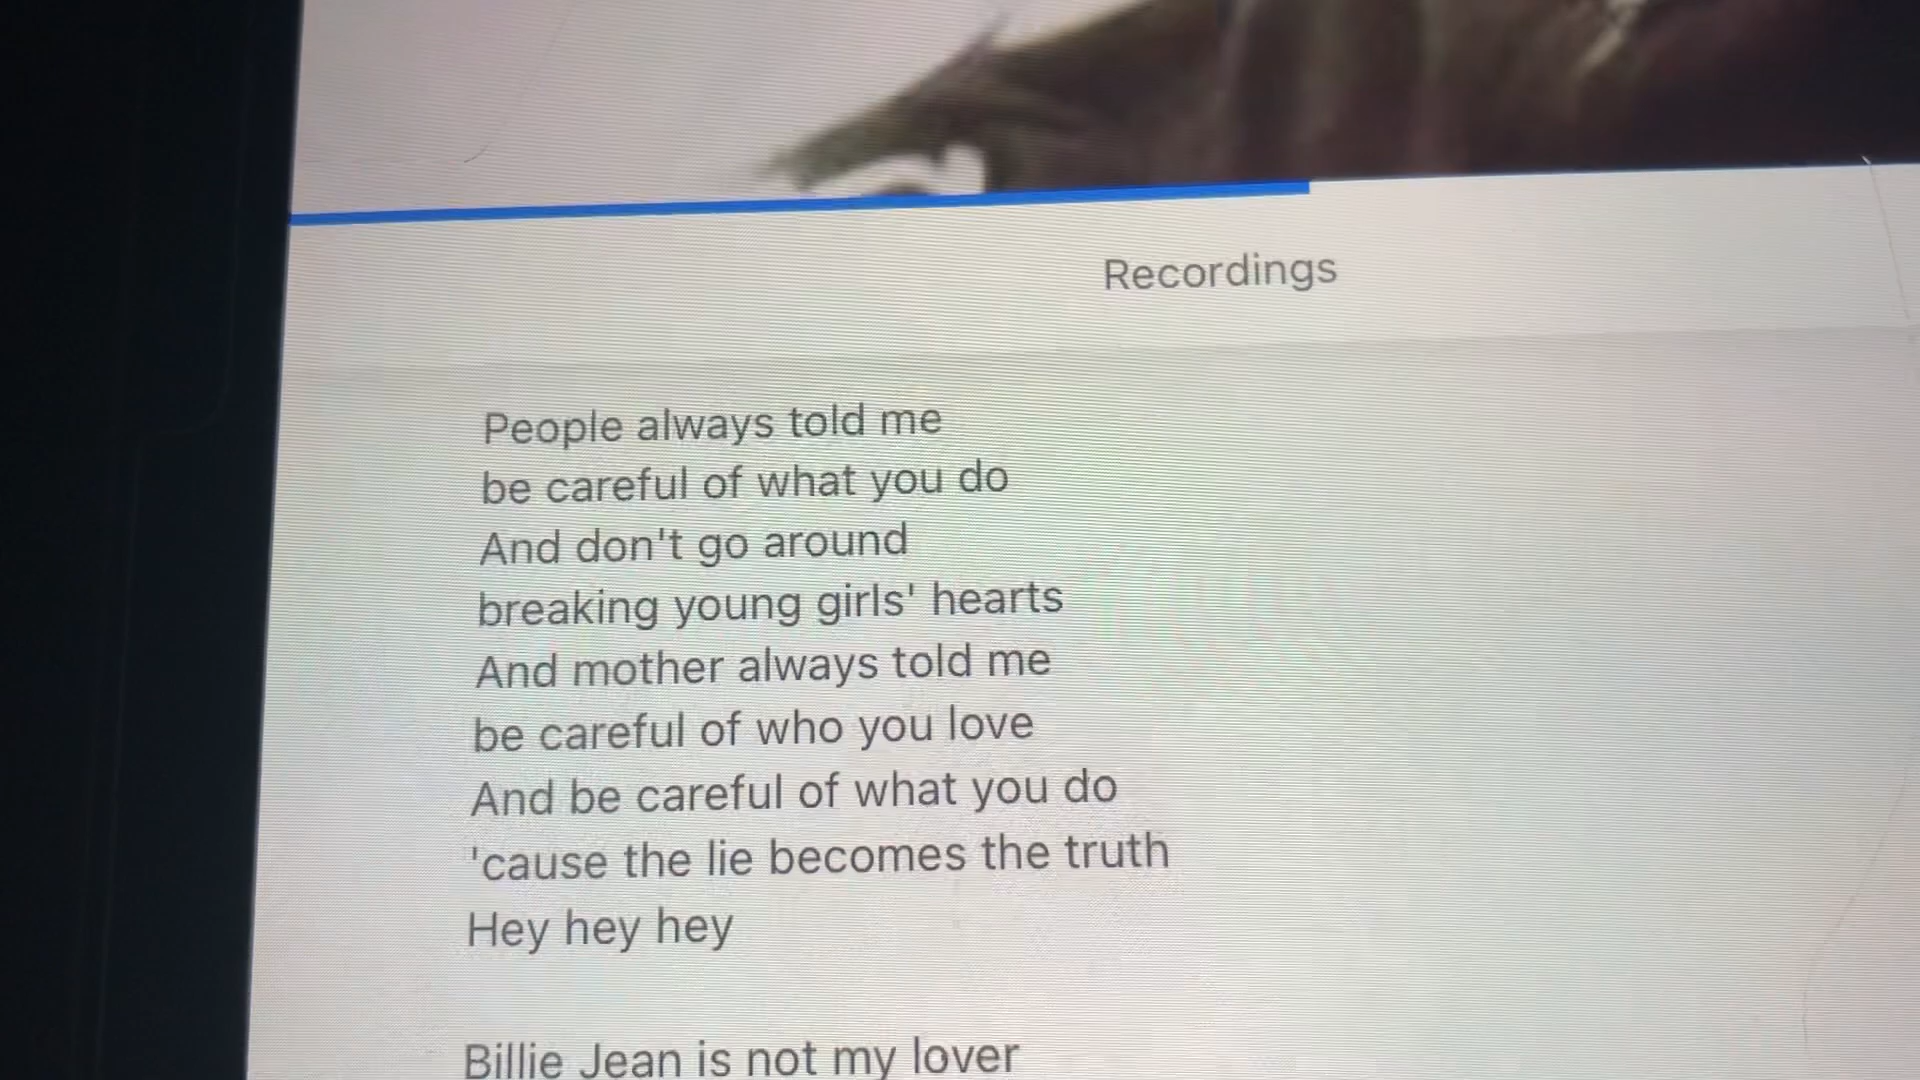 Recordings
People always told me
be careful of what you do
And don't go around
breaking young girls' hearts
And mother always told me
be careful of who you love
And be careful of what you do
'cause the lie becomes the truth
Hey hey hey
Billie Jean is not my lover